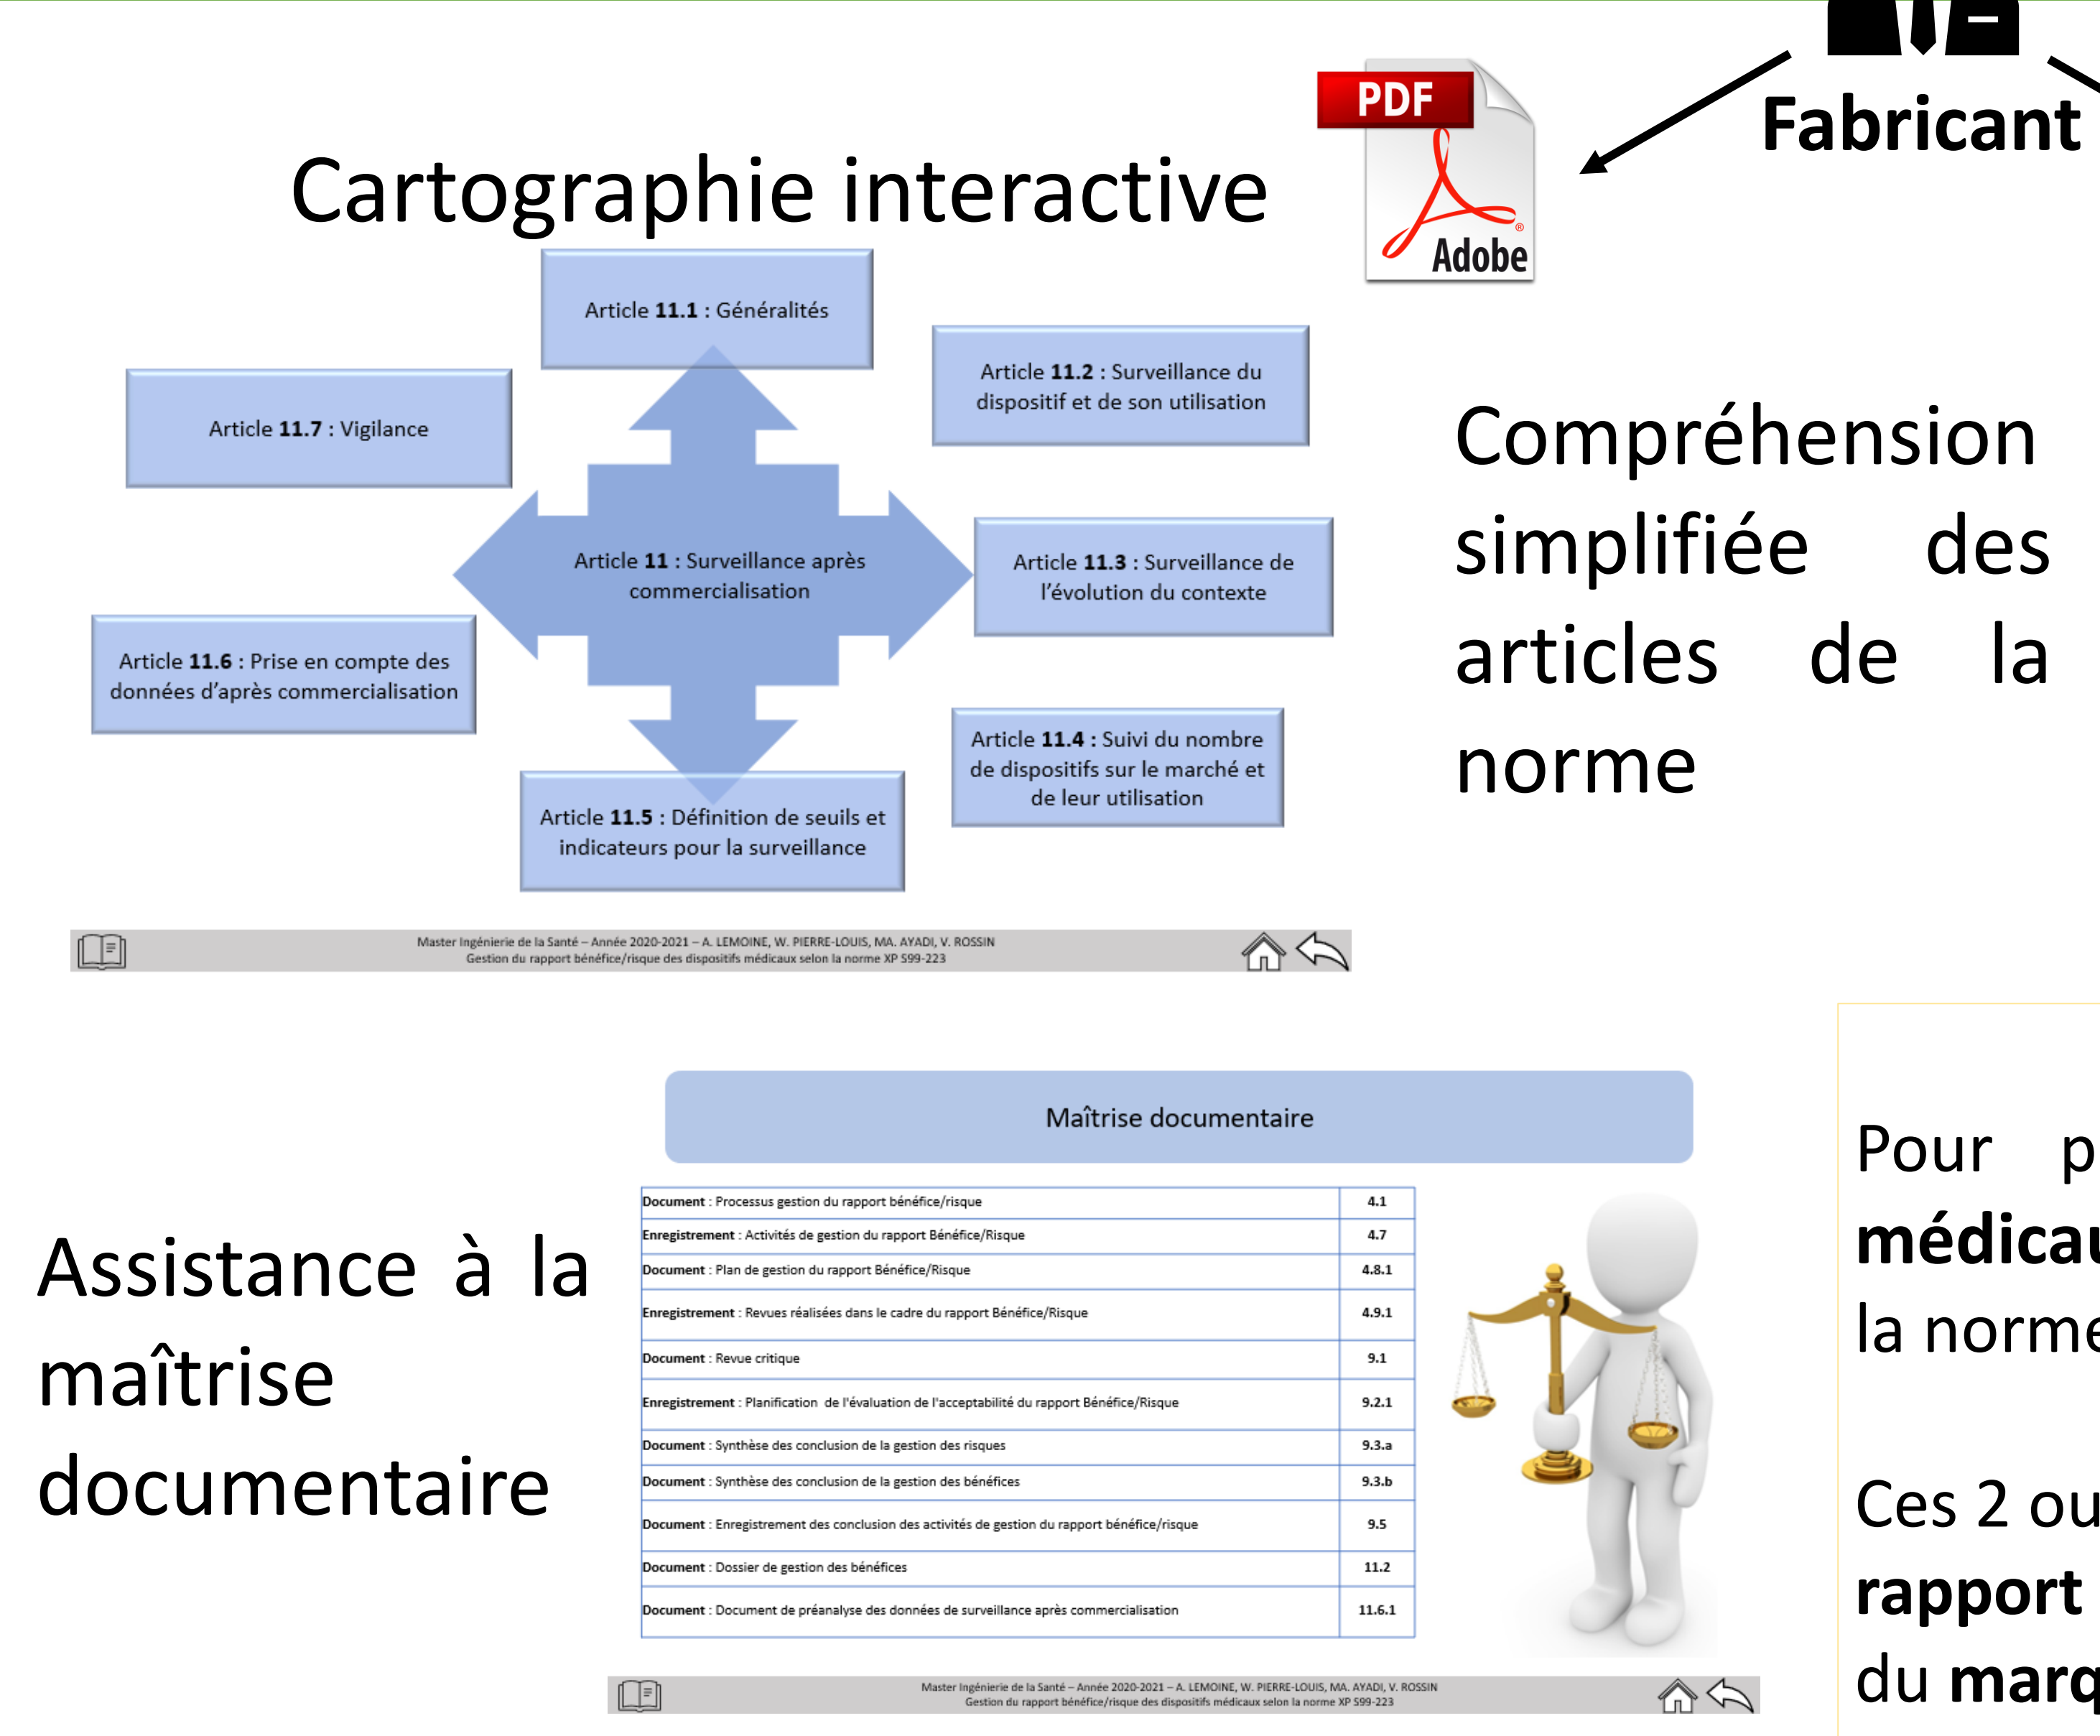 PDF
Adobe
Fabricant
Cartographie interactive
Article 11.1 : Généralités
Article 11.2 : Surveillance du
dispositif et de son utilisation
Article 11.7 : Vigilance
Article 11 : Surveillance après
commercialisation
Article 11.3 : Surveillance de
l'évolution du contexte
Article 11.6 : Prise en compte des
données d'après commercialisation
Article 11.4 : Suivi du nombre
de dispositifs sur le marché et
de leur utilisation
Article 11.5 : Définition de seuils et
indicateurs pour la surveillance
Master Ingénierie de la Santé – Année 2020-2021 – A. LEMOINE, W. PIERRE-LOUIS, MA. AYADI, V. ROSSIN
Gestion du rapport bénéfice/risque des dispositifs médicaux selon la norme XP S99-223
Compréhension
simplifiée des
articles de la
norme
Assistance à la
maîtrise
documentaire
Maîtrise documentaire
Document : Processus gestion du rapport bénéfice/risque 4.1
Enregistrement : Activités de gestion du rapport Bénéfice/Risque 4.7
Document : Plan de gestion du rapport Bénéfice/Risque 4.8.1
Enregistrement : Revues réalisées dans le cadre du rapport Bénéfice/Risque 4.9.1
Document : Revue critique 9.1
Enregistrement : Planification de l'évaluation de l'acceptabilité du rapport Bénéfice/Risque 9.2.1
Document : Synthèse des conclusion de la gestion des risques 9.3.a
Document : Synthèse des conclusion de la gestion des bénéfices 9.3.b
Document : Enregistrement des conclusion des activités de gestion du rapport bénéfice/risque 9.5
Document : Dossier de gestion des bénéfices 11.2
Document : Document de préanalyse des données de surveillance après commercialisation 11.6.1
Master Ingénierie de la Santé – Année 2020-2021 – A. LEMOINE, W. PIERRE-LOUIS, MA. AYADI, V. ROSSIN
Gestion du rapport bénéfice/risque des dispositifs médicaux selon la norme XP S99-223
Pour
la norme
Ces 2
rapport
du